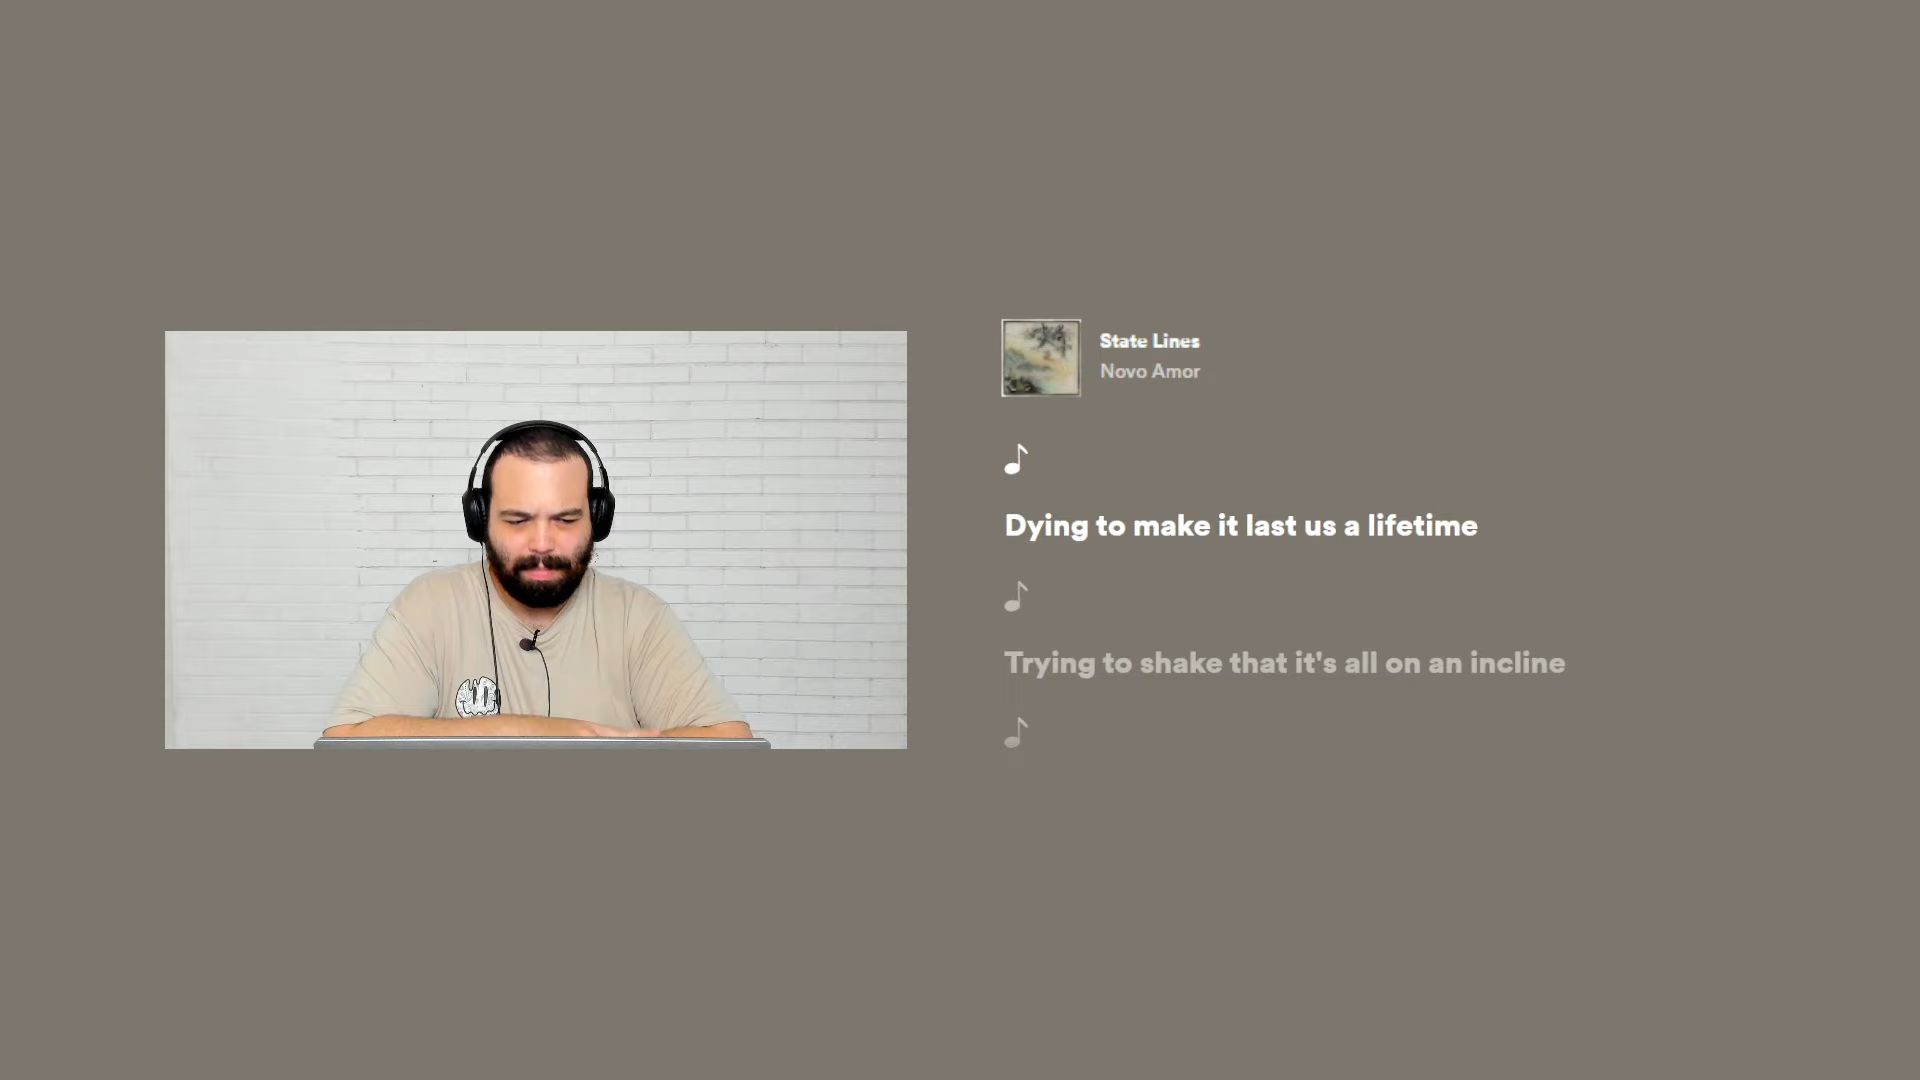 State Lines
Novo Amor
Dying to make it last us a lifetime
Trying to shake that it's all on an incline